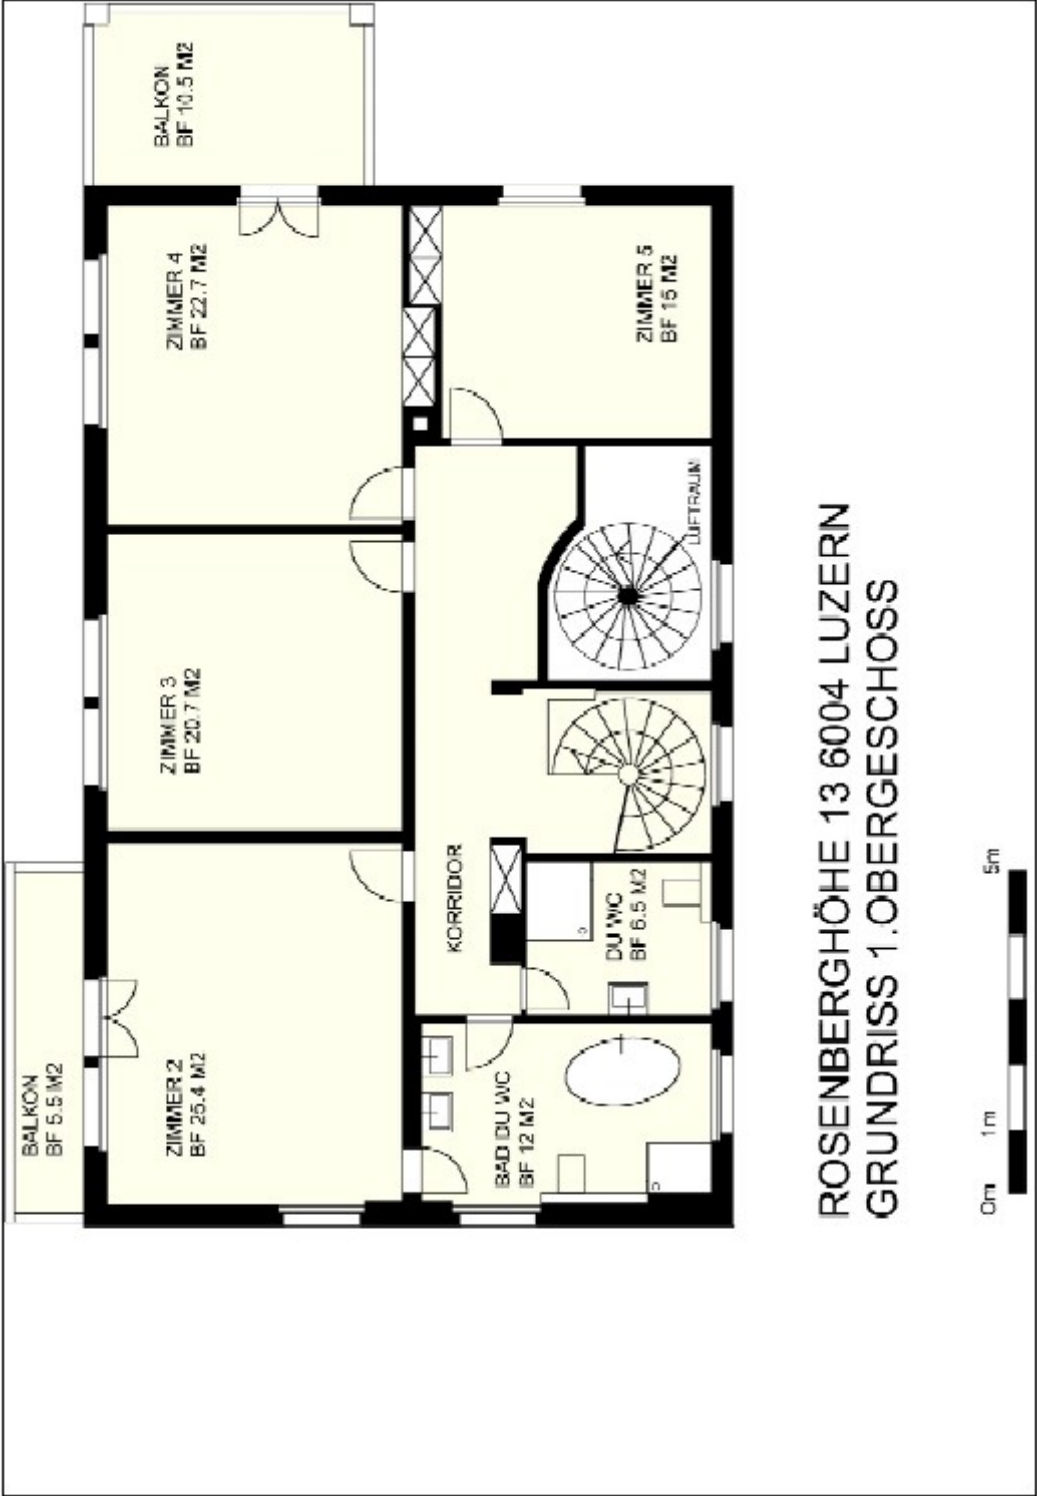 BALKON
BF 10.5 M2
ZIMMER 4
BF 22.7 M2
ZIMMER 5
BF 15 M2
LUFTRAUM
ZIMMER 3
BF 20.7 M2
KORRIDOR
DU WC
BF 6.5 M2
BALKON
BF 5.5 M2
ZIMMER 2
BF 25.4 M2
BAD DU WC
BF 12 M2
ROSENBERGHÖHE 13 6004 LUZERN
GRUNDRISS 1.OBERGESCHOSS
0m 1m 5m